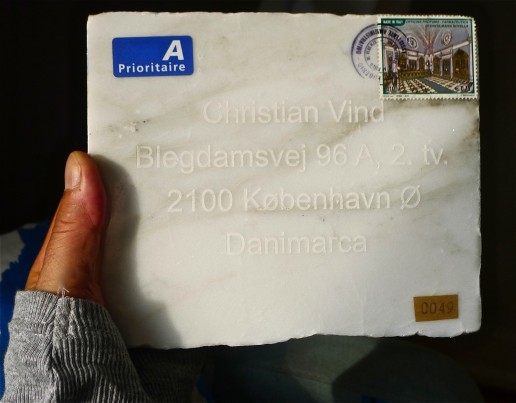 A
Prioritaire
Christian Vind
Blegdamsvej 96 A, 2. tv.
2100 København Ø
Danimarca
0049